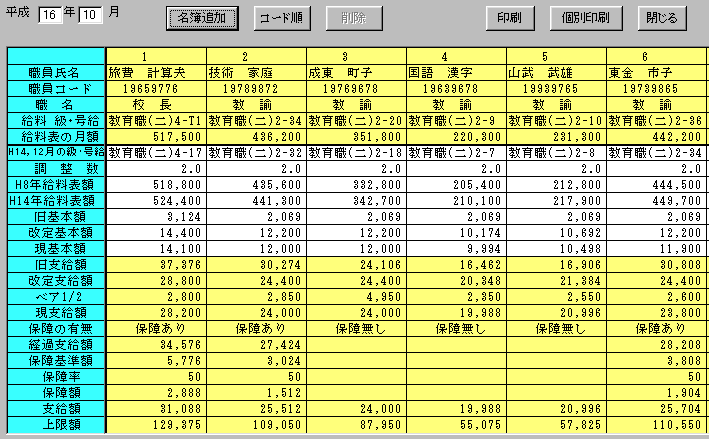 平成 16 年 10 月 名簿追加 コード順 削除 印刷 個別印刷 閉じる
1 2 3 4 5 6
職員氏名 旅費 計算夫 技術 家庭 成東 町子 国語 漢字 山武 武雄 東金 市子
職員コード 19659776 19789872 19769678 19639678 19939765 19739865
職 名 校 長 教 諭 教 諭 教 諭 教 諭 教 諭
給料 級・号給 教育職(二)4-T1 教育職(二)2-34 教育職(二)2-20 教育職(二)2-9 教育職(二)2-10 教育職(二)2-36
給料表の月額 517,500 436,200 351,800 220,300 231,300 442,200
H14,12月の級・号給 教育職(二)4-17 教育職(二)2-32 教育職(二)2-18 教育職(二)2-7 教育職(二)2-8 教育職(二)2-34
調 整 数 2.0 2.0 2.0 2.0 2.0 2.0
H8年給料表額 518,800 435,600 332,800 205,400 212,800 444,500
H14年給料表額 524,400 441,300 342,700 210,100 217,900 449,700
旧基本額 3,124 2,069 2,069 2,069 2,069 2,069
改定基本額 14,400 12,200 12,200 10,174 10,692 12,200
現基本額 14,100 12,000 12,000 9,994 10,498 11,900
旧支給額 37,376 30,274 24,106 16,462 16,906 30,808
改定支給額 28,800 24,400 24,400 20,348 21,384 24,400
ベア1/2 2,800 2,850 4,950 2,350 2,550 2,600
現支給額 28,200 24,000 24,000 19,988 20,996 23,800
保障の有無 保障あり 保障あり 保障無し 保障無し 保障無し 保障あり
経過支給額 34,576 27,424 28,208
保障基準額 5,776 3,024 3,808
保障率 50 50 50
保障額 2,888 1,512 1,904
支給額 31,088 25,512 24,000 19,988 20,996 25,704
上限額 129,375 109,050 87,950 55,075 57,825 110,550